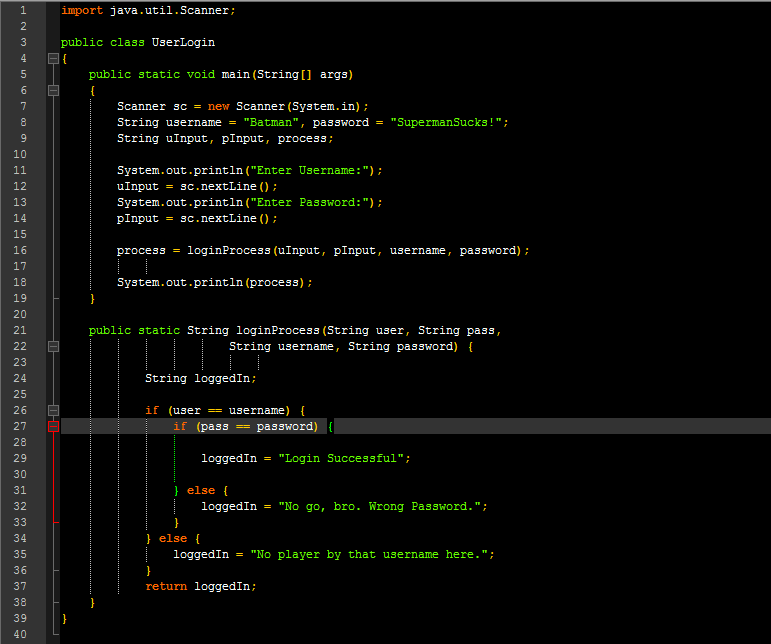 1 import java.util.Scanner;
2
3 public class UserLogin
4 {
5     public static void main(String[] args)
6     {
7         Scanner sc = new Scanner(System.in);
8         String username = "Batman", password = "SupermanSucks!";
9         String uInput, pInput, process;
10
11         System.out.println("Enter Username:");
12         uInput = sc.nextLine();
13         System.out.println("Enter Password:");
14         pInput = sc.nextLine();
15
16         process = loginProcess(uInput, pInput, username, password);
17
18         System.out.println(process);
19     }
20
21     public static String loginProcess(String user, String pass,
22                         String username, String password) {
23
24             String loggedIn;
25
26             if (user == username) {
27                 if (pass == password) {
28
29                     loggedIn = "Login Successful";
30
31                 } else {
32                     loggedIn = "No go, bro. Wrong Password.";
33                 }
34             } else {
35                 loggedIn = "No player by that username here.";
36             }
37             return loggedIn;
38     }
39 }
40